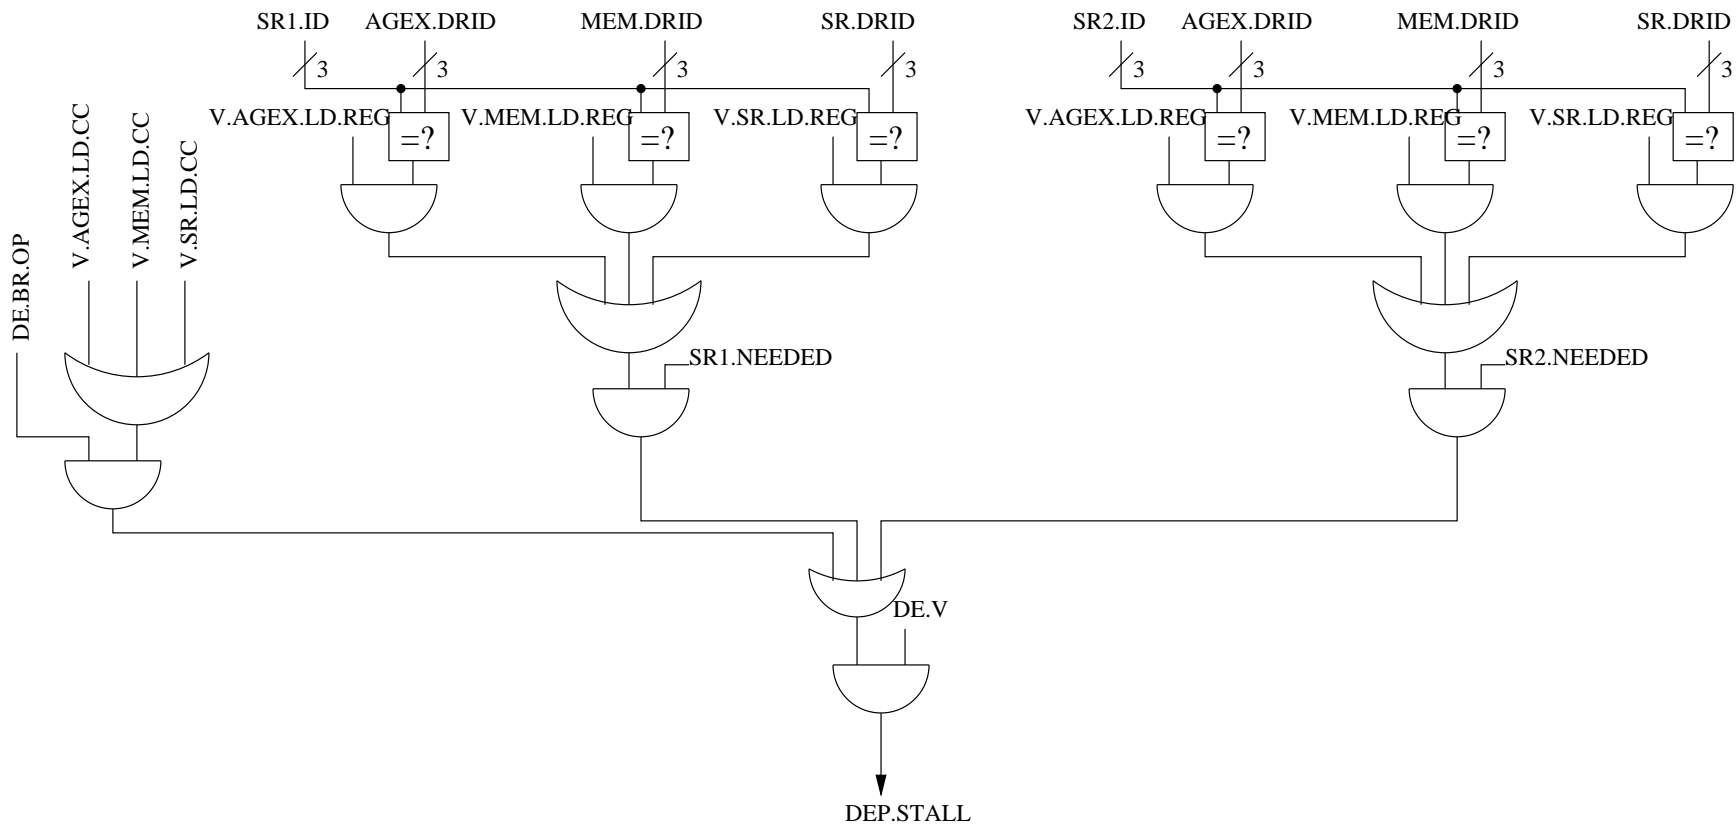 SR1.ID AGEX.DRID MEM.DRID SR.DRID SR2.ID AGEX.DRID MEM.DRID SR.DRID
3 3 3 3 3 3 3 3
V.AGEX.LD.REG =? V.MEM.LD.REG =? V.SR.LD.REG =? V.AGEX.LD.REG =? V.MEM.LD.REG =? V.SR.LD.REG =?
DE.BR.OP
V.AGEX.LD.CC
V.MEM.LD.CC
V.SR.LD.CC
SR1.NEEDED SR2.NEEDED
DE.V
DEP.STALL